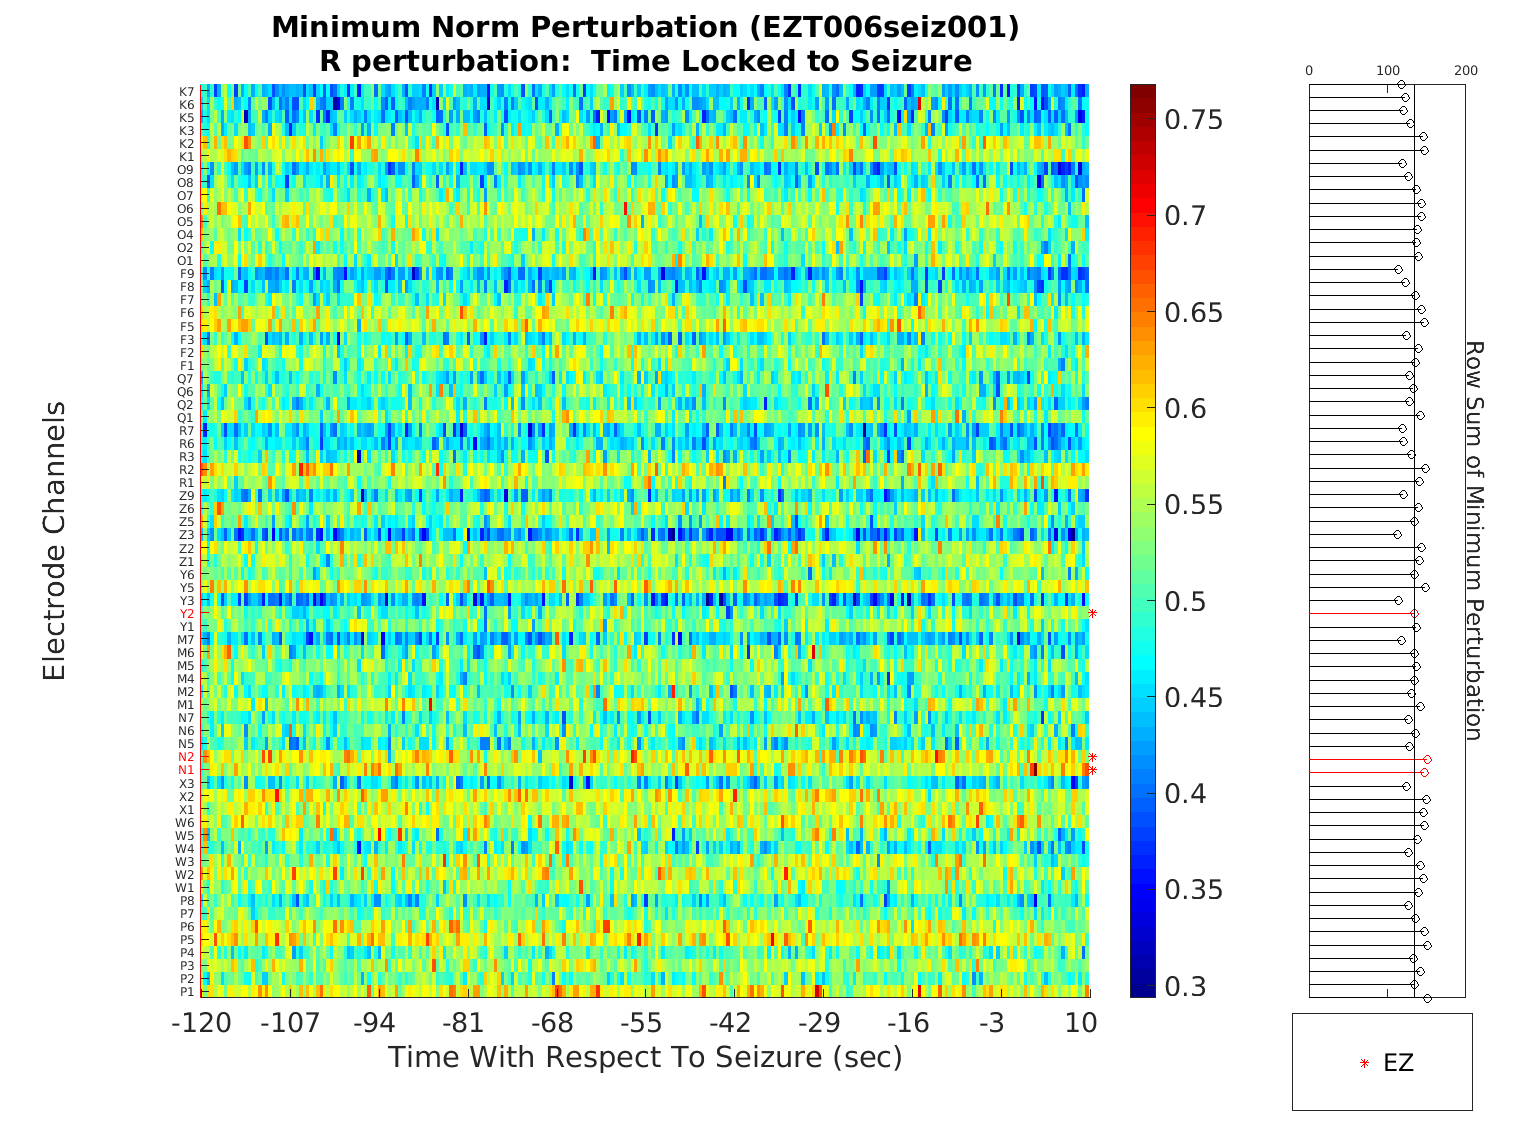 Minimum Norm Perturbation (EZT006seiz001)
R perturbation:  Time Locked to Seizure
Electrode Channels
K7
K6
K5
K3
K2
K1
O9
O8
O7
O6
O5
O4
O2
O1
F9
F8
F7
F6
F5
F3
F2
F1
Q7
Q6
Q2
Q1
R7
R6
R3
R2
R1
Z9
Z6
Z5
Z3
Z2
Z1
Y6
Y5
Y3
Y2
Y1
M7
M6
M5
M4
M2
M1
N7
N6
N5
N2
N1
X3
X2
X1
W6
W5
W4
W3
W2
W1
P8
P7
P6
P5
P4
P3
P2
P1
-120 -107 -94 -81 -68 -55 -42 -29 -16 -3 10
Time With Respect To Seizure (sec)
0.75
0.7
0.65
0.6
0.55
0.5
0.45
0.4
0.35
0.3
0 100 200
Row Sum of Minimum Perturbation
EZ